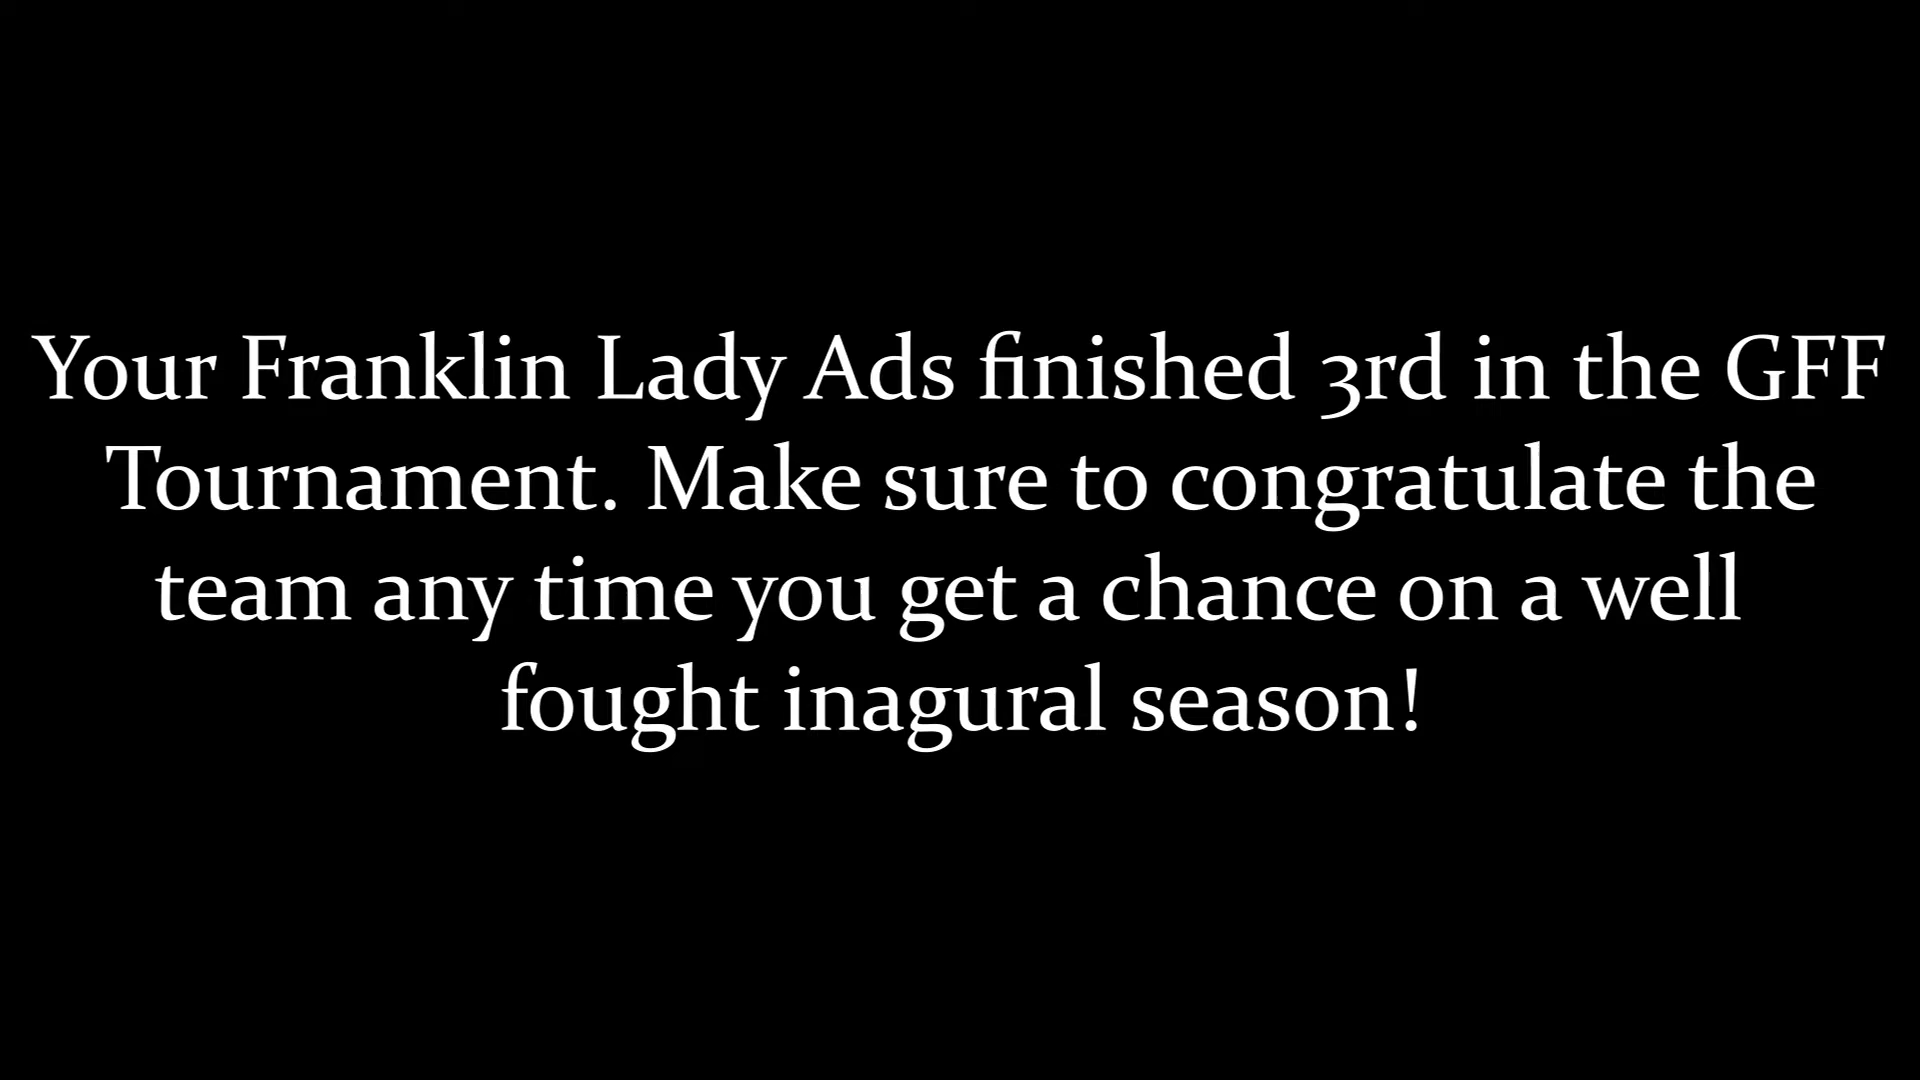 Your Franklin Lady Ads finished 3rd in the GFF
Tournament. Make sure to congratulate the
team any time you get a chance on a well
fought inagural season!